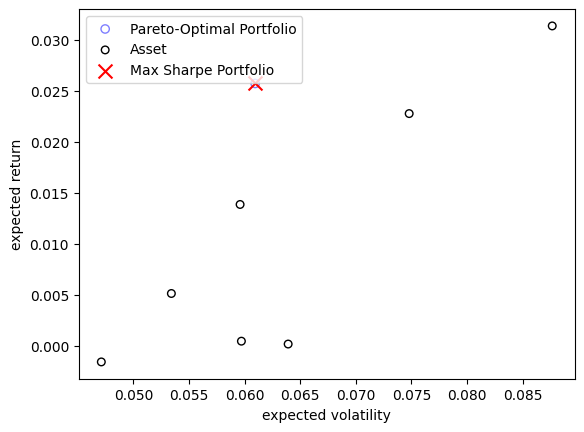 Pareto-Optimal Portfolio
Asset
Max Sharpe Portfolio
0.030
0.025
0.020
0.015
0.010
0.005
0.000
expected return
0.050 0.055 0.060 0.065 0.070 0.075 0.080 0.085
expected volatility